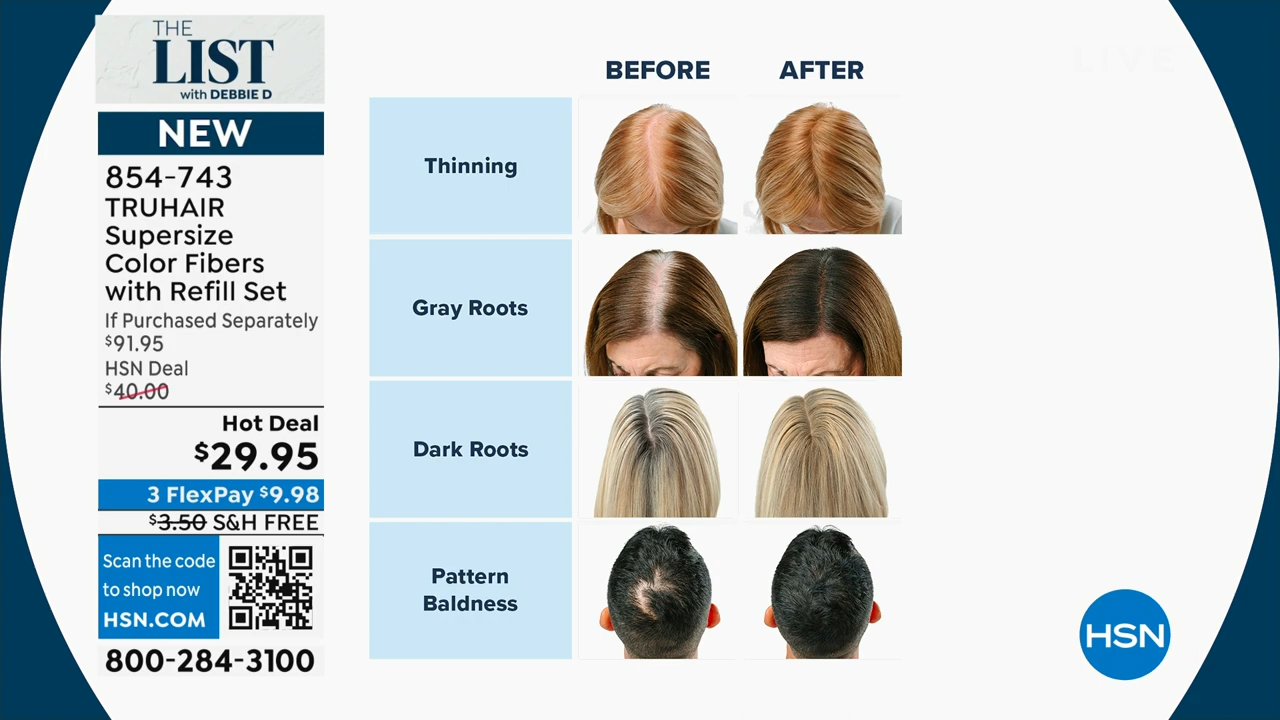 THE
LIST
with DEBBIE D
NEW
854-743
TRUHAIR
Supersize
Color Fibers
with Refill Set
If Purchased Separately
$91.95
HSN Deal
$40.00
Hot Deal
$29.95
3 FlexPay $9.98
$3.50 S&H FREE
Scan the code
to shop now
HSN.COM
800-284-3100
BEFORE AFTER
Thinning
Gray Roots
Dark Roots
Pattern
Baldness
LIVE
HSN